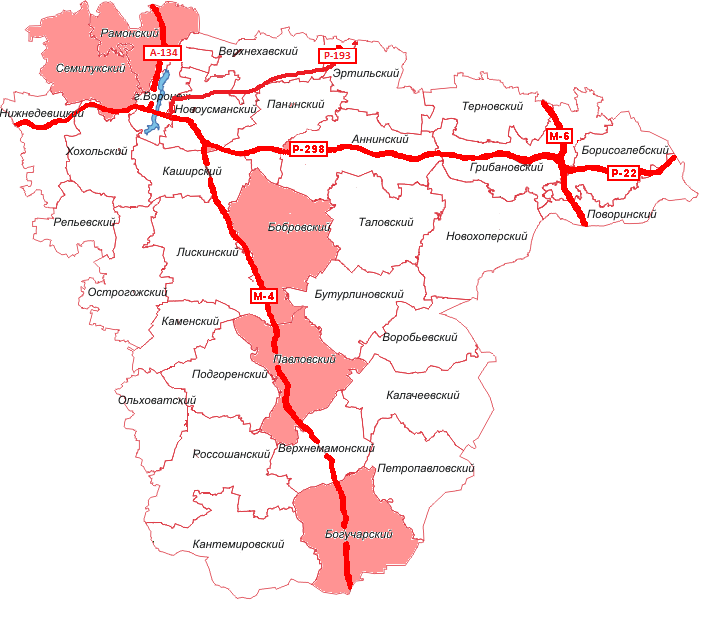 Рамонский
А-134
Верхнехавский
Р-193
Семилукский
Эртильский
г.Воронеж
Нижнедевицкий
Новоусманский
Панинский
Терновский
М-6
Хохольский
Р-298
Аннинский
Борисоглебский
Каширский
Грибановский
Р-22
Репьевский
Бобровский
Таловский
Поворинский
Новохоперский
Лискинский
Острогожский
М-4
Бутурлиновский
Каменский
Воробьевский
Павловский
Подгоренский
Ольховатский
Калачеевский
Россошанский
Верхнемамонский
Петропавловский
Богучарский
Кантемировский